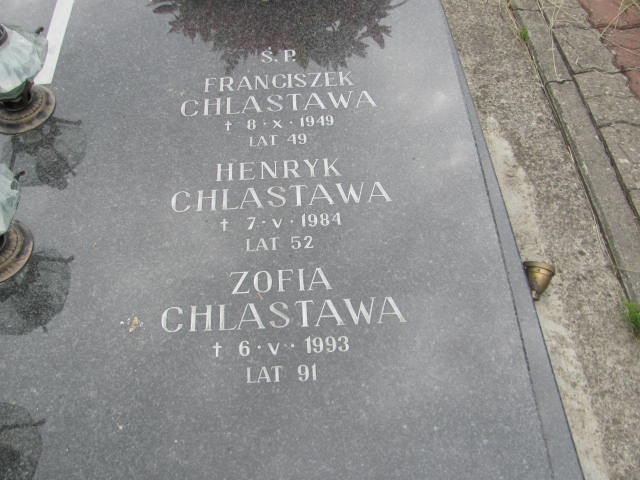 Ś. P.
FRANCISZEK
CHLASTAWA
† 8 · X · 1949
LAT 49
HENRYK
CHLASTAWA
† 7 · V · 1984
LAT 52
ZOFIA
CHLASTAWA
† 6 · V · 1993
LAT 91